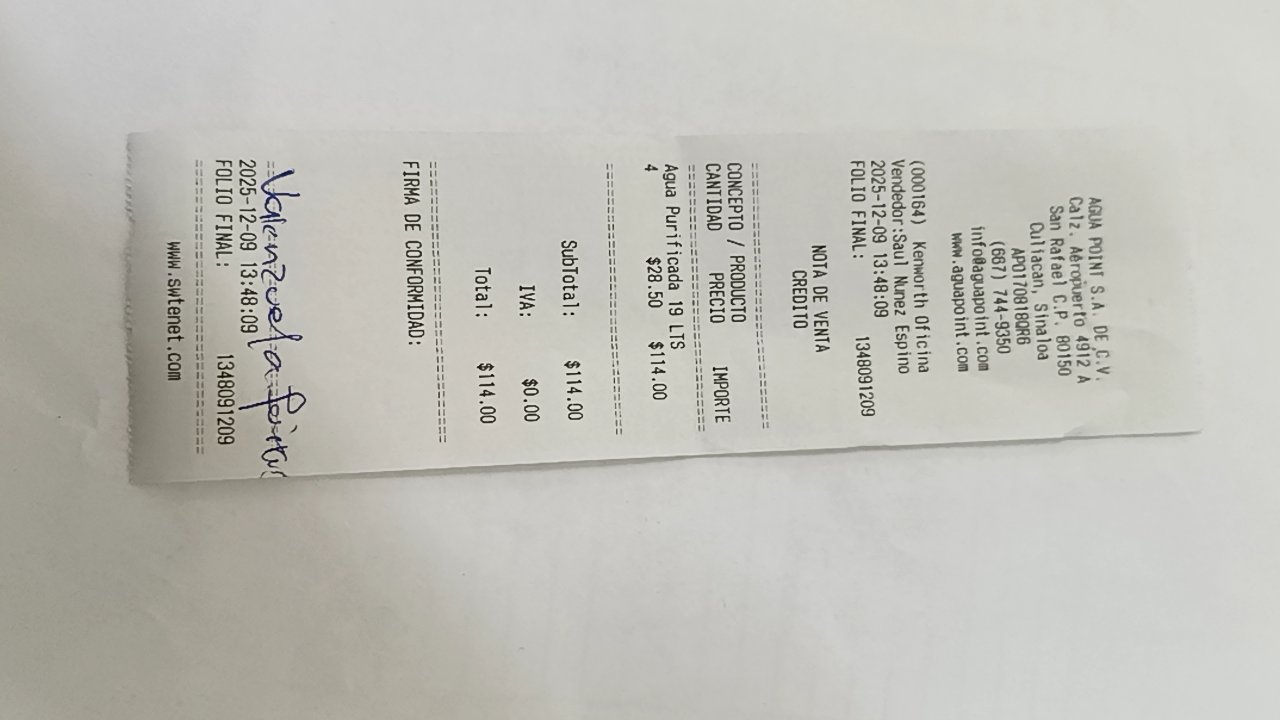 AGUA POINT S.A. DE C.V.
Calz. Aeropuerto 4912 A
San Rafael C.P. 80150
Culiacan, Sinaloa
APO170818QR6
(667) 744-9350
info@aguapoint.com
www.aguapoint.com
(000164) Kenworth Oficina
Vendedor:Saul Nunez Espino
2025-12-09 13:48:09
FOLIO FINAL: 1348091209
NOTA DE VENTA
CREDITO
===========================
CONCEPTO / PRODUCTO
CANTIDAD PRECIO IMPORTE
===========================
Agua Purificada 19 LTS
4 $28.50 $114.00
===========================
SubTotal: $114.00
IVA: $0.00
Total: $114.00
===========================
FIRMA DE CONFORMIDAD:
Valenzuela
2025-12-09 13:48:09
FOLIO FINAL: 1348091209
===========================
www.swtenet.com